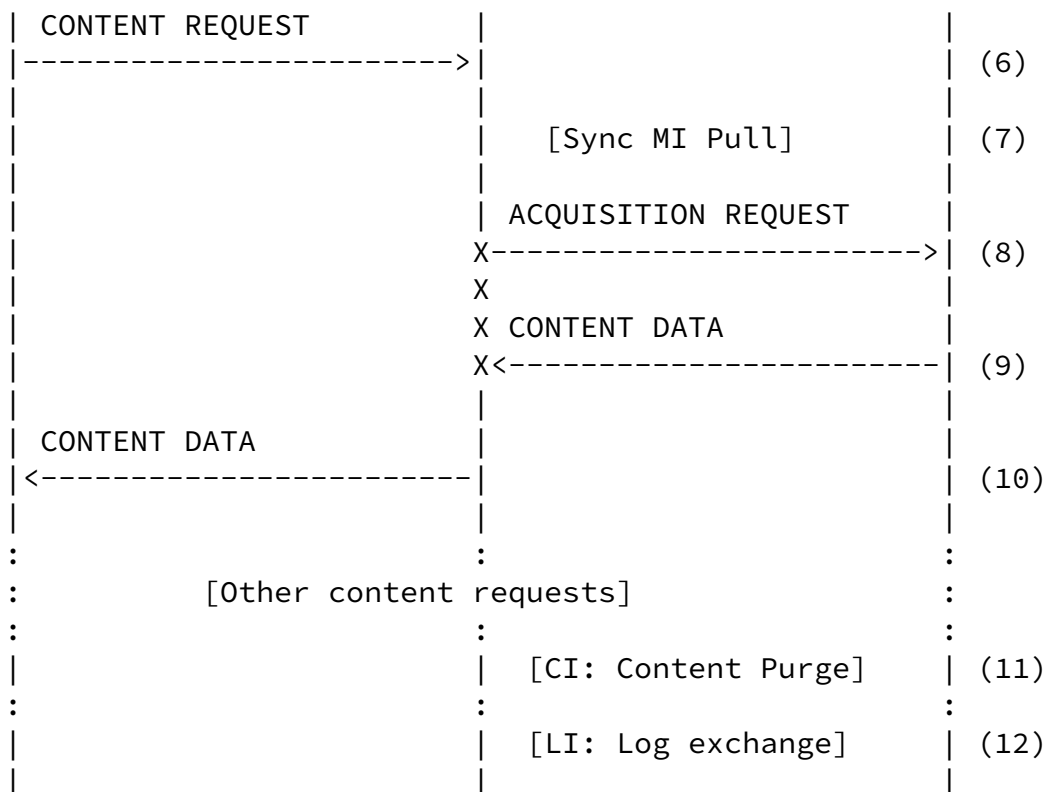 | CONTENT REQUEST         |                         |
|------------------------>|                         | (6)
|                         |                         |
|                         |   [Sync MI Pull]        | (7)
|                         |                         |
|                         | ACQUISITION REQUEST     |
|                         X------------------------>| (8)
|                         X                         |
|                         X CONTENT DATA            |
|                         X<------------------------| (9)
|                         |                         |
| CONTENT DATA            |                         |
|<------------------------|                         | (10)
|                         |                         |
:                         :                         :
:          [Other content requests]                 :
:                         :                         :
|                         |  [CI: Content Purge]    | (11)
:                         :                         :
|                         |  [LI: Log exchange]     | (12)
|                         |                         |